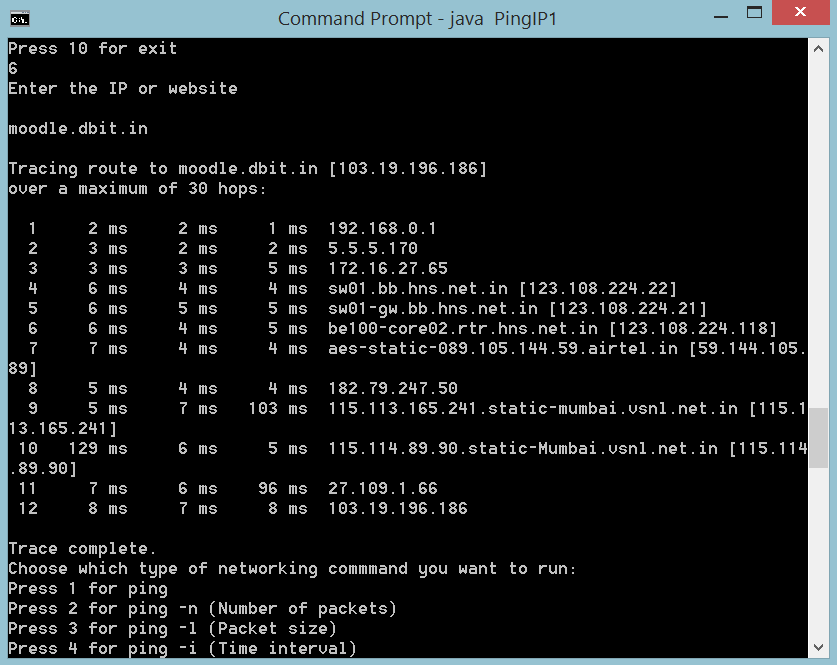 Command Prompt - java  PingIP1
Press 10 for exit
6
Enter the IP or website
moodle.dbit.in
Tracing route to moodle.dbit.in [103.19.196.186]
over a maximum of 30 hops:
  1     2 ms     2 ms     1 ms  192.168.0.1
  2     3 ms     2 ms     2 ms  5.5.5.170
  3     3 ms     3 ms     5 ms  172.16.27.65
  4     6 ms     4 ms     4 ms  sw01.bb.hns.net.in [123.108.224.22]
  5     6 ms     5 ms     5 ms  sw01-gw.bb.hns.net.in [123.108.224.21]
  6     6 ms     4 ms     5 ms  be100-core02.rtr.hns.net.in [123.108.224.118]
  7     7 ms     4 ms     4 ms  aes-static-089.105.144.59.airtel.in [59.144.105.
89]
  8     5 ms     4 ms     4 ms  182.79.247.50
  9     5 ms     7 ms   103 ms  115.113.165.241.static-mumbai.vsnl.net.in [115.1
13.165.241]
 10   129 ms     6 ms     5 ms  115.114.89.90.static-Mumbai.vsnl.net.in [115.114
.89.90]
 11     7 ms     6 ms    96 ms  27.109.1.66
 12     8 ms     7 ms     8 ms  103.19.196.186
Trace complete.
Choose which type of networking commmand you want to run:
Press 1 for ping
Press 2 for ping -n (Number of packets)
Press 3 for ping -l (Packet size)
Press 4 for ping -i (Time interval)